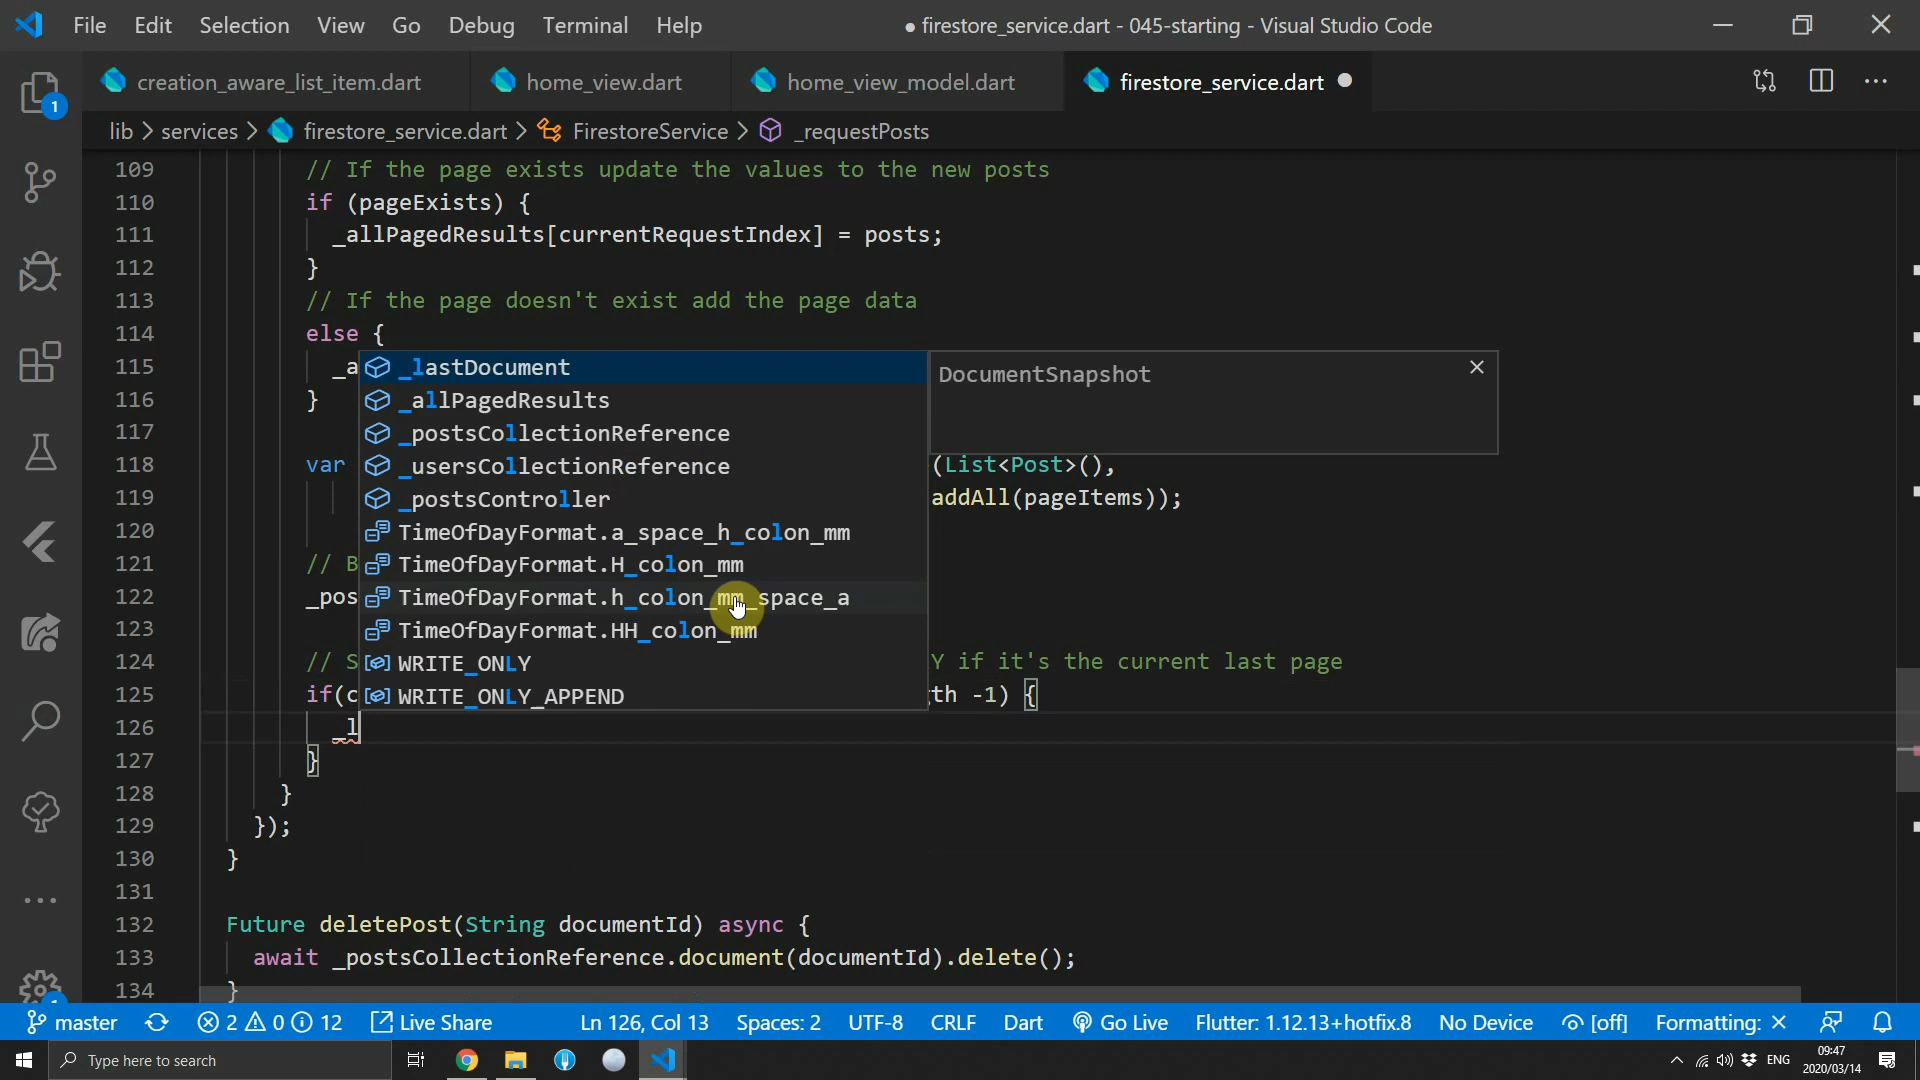 File Edit Selection View Go Debug Terminal Help
● firestore_service.dart - 045-starting - Visual Studio Code
creation_aware_list_item.dart home_view.dart home_view_model.dart firestore_service.dart
lib > services > firestore_service.dart > FirestoreService > _requestPosts
1
109 // If the page exists update the values to the new posts
110 if (pageExists) {
111 _allPagedResults[currentRequestIndex] = posts;
112 }
113 // If the page doesn't exist add the page data
114 else {
115 _a
116 }
117
118 var (List<Post>(),
119 addAll(pageItems));
120
121 // B
122 _pos
123
124 // S Y if it's the current last page
125 if(c th -1) {
126 _l
127 }
128 }
129 });
130 }
131
132 Future deletePost(String documentId) async {
133 await _postsCollectionReference.document(documentId).delete();
134 }
_lastDocument
_allPagedResults
_postsCollectionReference
_usersCollectionReference
_postsController
TimeOfDayFormat.a_space_h_colon_mm
TimeOfDayFormat.H_colon_mm
TimeOfDayFormat.h_colon_mm_space_a
TimeOfDayFormat.HH_colon_mm
WRITE_ONLY
WRITE_ONLY_APPEND
DocumentSnapshot
master 2 0 12 Live Share Ln 126, Col 13 Spaces: 2 UTF-8 CRLF Dart Go Live Flutter: 1.12.13+hotfix.8 No Device [off] Formatting: ×
Type here to search
ENG
09:47
2020/03/14